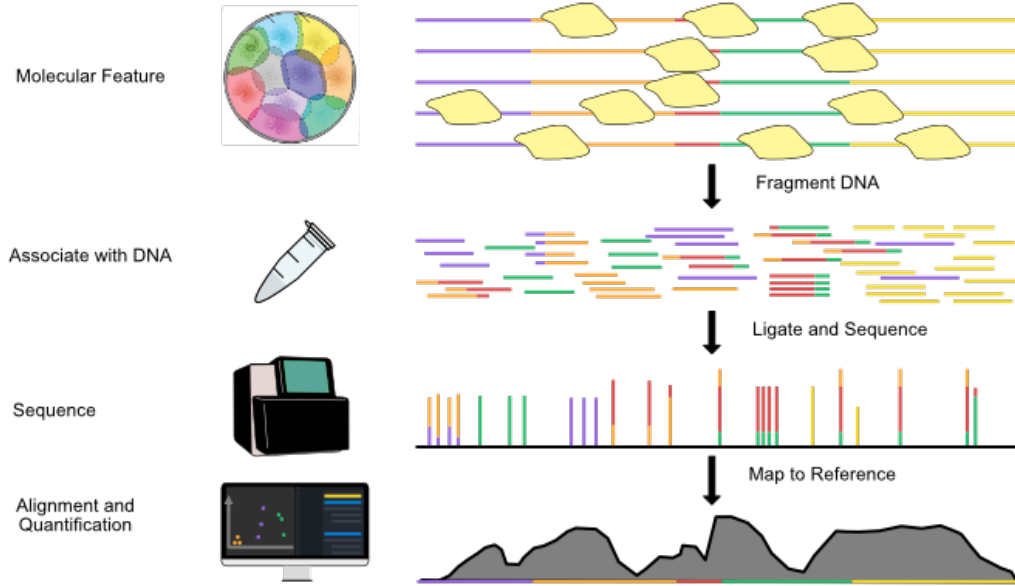 Molecular Feature
Fragment DNA
Associate with DNA
Ligate and Sequence
Sequence
Map to Reference
Alignment and
Quantification